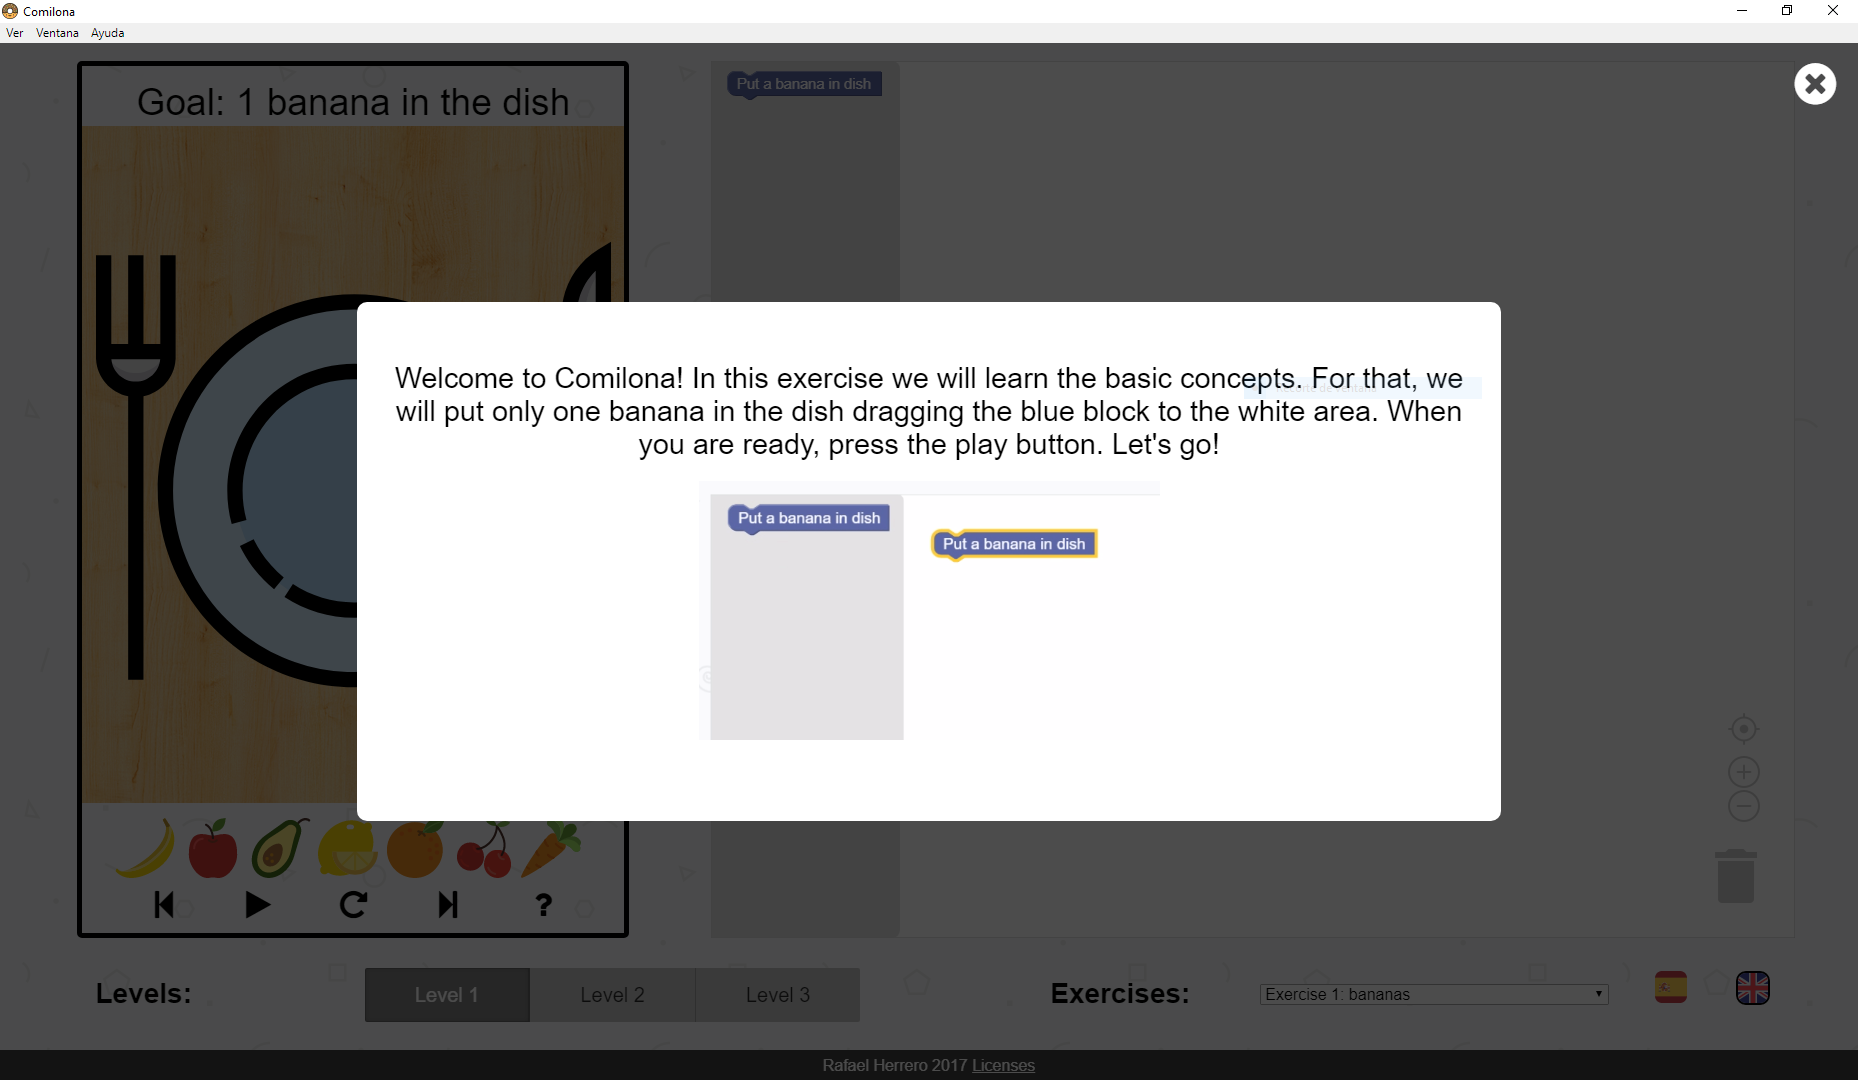 Comilona
Ver Ventana Ayuda
Goal: 1 banana in the dish
Put a banana in dish
Welcome to Comilona! In this exercise we will learn the basic concepts. For that, we
will put only one banana in the dish dragging the blue block to the white area. When
you are ready, press the play button. Let's go!
Put a banana in dish
Put a banana in dish
?
Levels:
Level 1
Level 2
Level 3
Exercises:
Exercise 1: bananas
Rafael Herrero 2017 Licenses